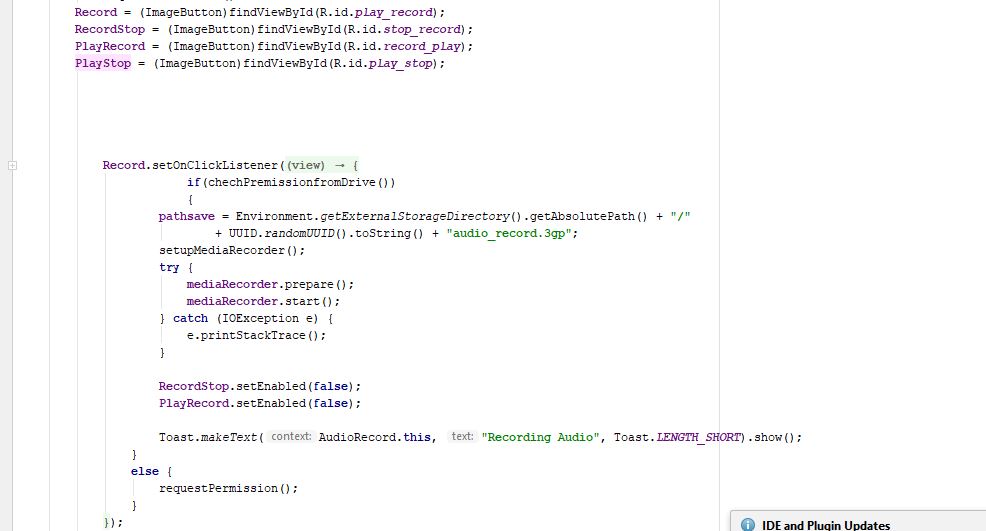 Record = (ImageButton)findViewById(R.id.play_record);
RecordStop = (ImageButton)findViewById(R.id.stop_record);
PlayRecord = (ImageButton)findViewById(R.id.record_play);
PlayStop = (ImageButton)findViewById(R.id.play_stop);
Record.setOnClickListener((view) → {
if(chechPremissionfromDrive())
{
pathsave = Environment.getExternalStorageDirectory().getAbsolutePath() + "/"
+ UUID.randomUUID().toString() + "audio_record.3gp";
setupMediaRecorder();
try {
mediaRecorder.prepare();
mediaRecorder.start();
} catch (IOException e) {
e.printStackTrace();
}
RecordStop.setEnabled(false);
PlayRecord.setEnabled(false);
Toast.makeText( context: AudioRecord.this, text: "Recording Audio", Toast.LENGTH_SHORT).show();
}
else {
requestPermission();
}
});
IDE and Plugin Updates